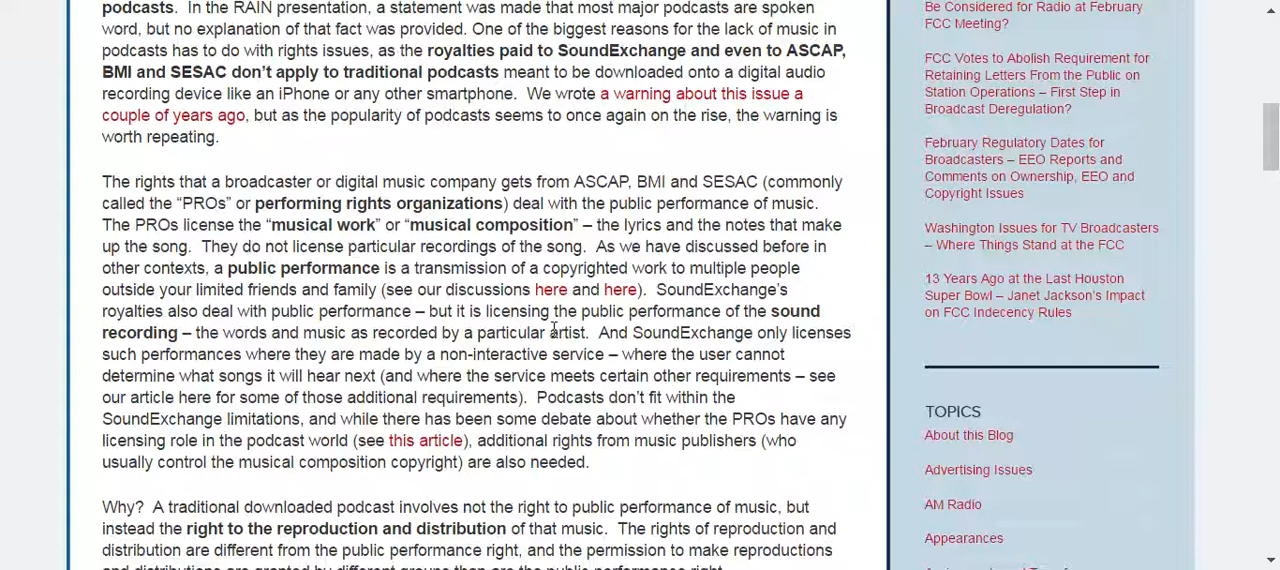 podcasts.  In the RAIN presentation, a statement was made that most major podcasts are spoken
word, but no explanation of that fact was provided. One of the biggest reasons for the lack of music in
podcasts has to do with rights issues, as the royalties paid to SoundExchange and even to ASCAP,
BMI and SESAC don’t apply to traditional podcasts meant to be downloaded onto a digital audio
recording device like an iPhone or any other smartphone.  We wrote a warning about this issue a
couple of years ago, but as the popularity of podcasts seems to once again on the rise, the warning is
worth repeating.
The rights that a broadcaster or digital music company gets from ASCAP, BMI and SESAC (commonly
called the “PROs” or performing rights organizations) deal with the public performance of music.
The PROs license the “musical work” or “musical composition” – the lyrics and the notes that make
up the song.  They do not license particular recordings of the song.  As we have discussed before in
other contexts, a public performance is a transmission of a copyrighted work to multiple people
outside your limited friends and family (see our discussions here and here).  SoundExchange’s
royalties also deal with public performance – but it is licensing the public performance of the sound
recording – the words and music as recorded by a particular artist.  And SoundExchange only licenses
such performances where they are made by a non-interactive service – where the user cannot
determine what songs it will hear next (and where the service meets certain other requirements – see
our article here for some of those additional requirements).  Podcasts don’t fit within the
SoundExchange limitations, and while there has been some debate about whether the PROs have any
licensing role in the podcast world (see this article), additional rights from music publishers (who
usually control the musical composition copyright) are also needed.
Why?  A traditional downloaded podcast involves not the right to public performance of music, but
instead the right to the reproduction and distribution of that music.  The rights of reproduction and
distribution are different from the public performance right, and the permission to make reproductions
and distributions are granted by different groups than are the public performance right.
Be Considered for Radio at February
FCC Meeting?
FCC Votes to Abolish Requirement for
Retaining Letters From the Public on
Station Operations – First Step in
Broadcast Deregulation?
February Regulatory Dates for
Broadcasters – EEO Reports and
Comments on Ownership, EEO and
Copyright Issues
Washington Issues for TV Broadcasters
– Where Things Stand at the FCC
13 Years Ago at the Last Houston
Super Bowl – Janet Jackson’s Impact
on FCC Indecency Rules
TOPICS
About this Blog
Advertising Issues
AM Radio
Appearances